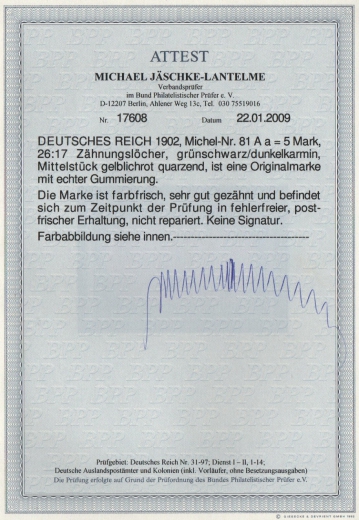 ATTEST
MICHAEL JÄSCHKE-LANTELME
Verbandsprüfer
im Bund Philatelistischer Prüfer e. V.
D-12207 Berlin, Ahlener Weg 13c, Tel. 030 75519016
Nr. 17608 Datum 22.01.2009
DEUTSCHES REICH 1902, Michel-Nr. 81 A a = 5 Mark,
26:17 Zähnungslöcher, grünschwarz/dunkelkarmin,
Mittelstück gelblichrot quarzend, ist eine Originalmarke
mit echter Gummierung.
Die Marke ist farbfrisch, sehr gut gezähnt und befindet
sich zum Zeitpunkt der Prüfung in fehlerfreier, post-
frischer Erhaltung, nicht repariert. Keine Signatur.
Farbabbildung siehe innen.-------------------------------------
Prüfgebiet: Deutsches Reich Nr. 31-97; Dienst I – II, 1-14;
Deutsche Auslandspostämter und Kolonien (inkl. Vorläufer, ohne Besetzungsausgaben)
Die Prüfung erfolgte auf Grund der Prüfordnung des Bundes Philatelistischer Prüfer e.V.